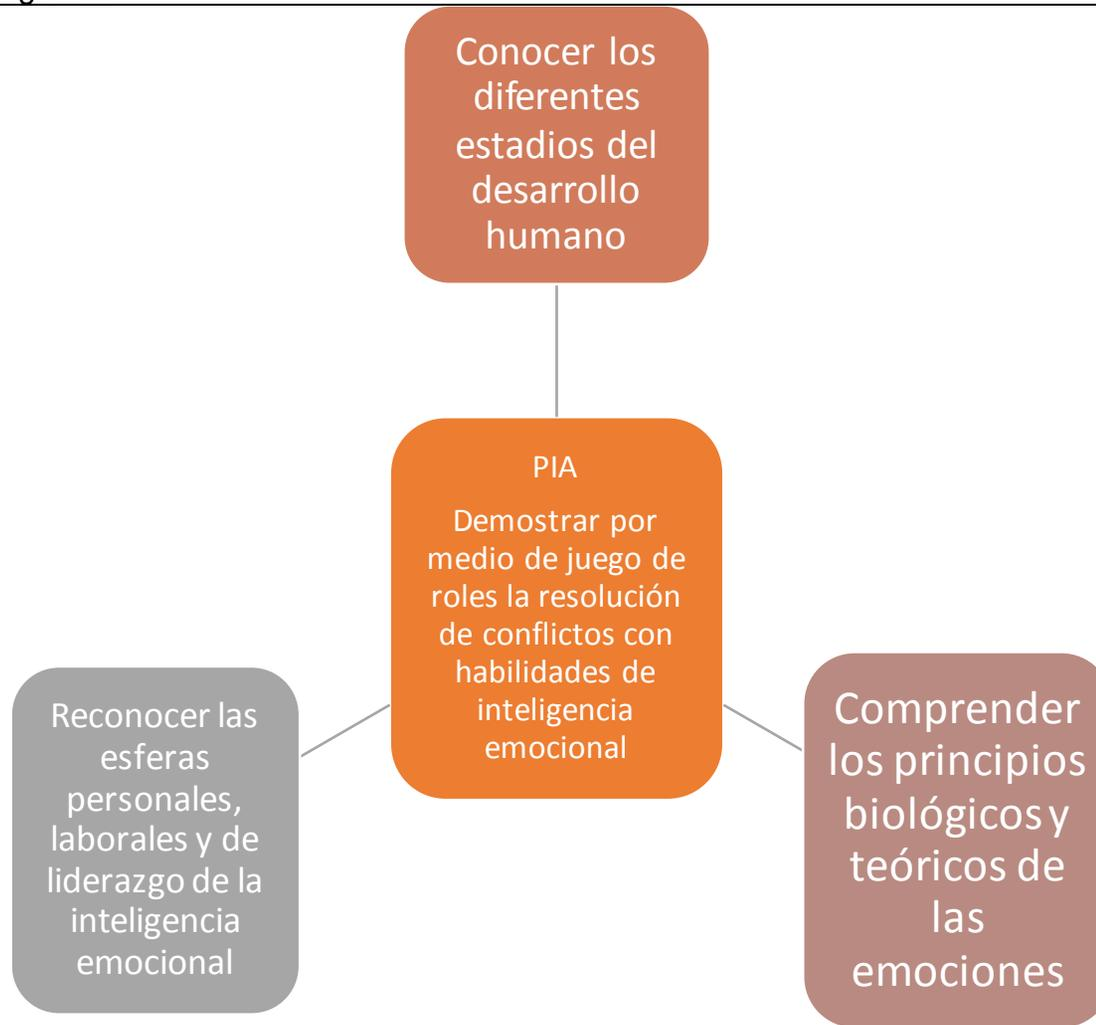 Conocer los
diferentes
estadios del
desarrollo
humano
PIA
Demostrar por
medio de juego de
roles la resolución
de conflictos con
habilidades de
inteligencia
emocional
Reconocer las
esferas
personales,
laborales y de
liderazgo de la
inteligencia
emocional
Comprender
los principios
biológicos y
teóricos de
las
emociones